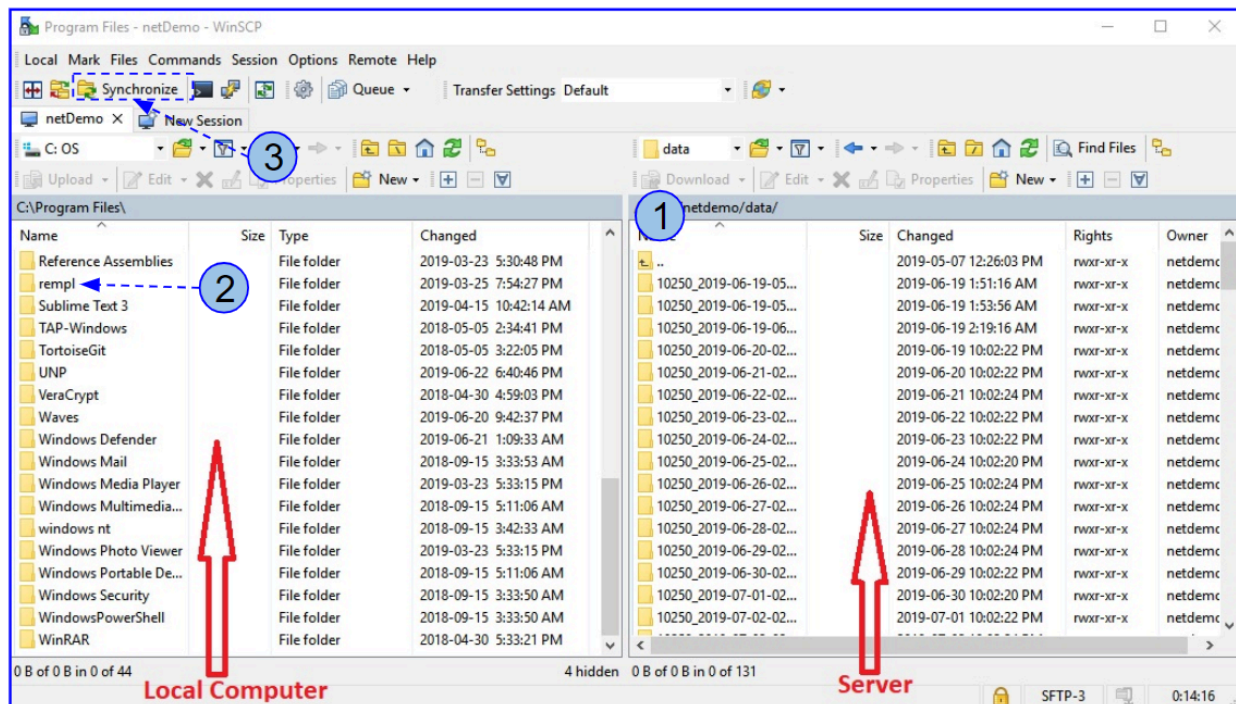 Program Files - netDemo - WinSCP
Local Mark Files Commands Session Options Remote Help
Synchronize Queue Transfer Settings Default
netDemo New Session
3
C: OS data Find Files
Upload Edit Properties New Download Edit Properties New
C:\Program Files\ 1 netdemo/data/
Name Size Type Changed Size Changed Rights Owner
Reference Assemblies File folder 2019-03-23 5:30:48 PM .. 2019-05-07 12:26:03 PM rwxr-xr-x netdemc
rempl 2 File folder 2019-03-25 7:54:27 PM 10250_2019-06-19-05... 2019-06-19 1:51:16 AM rwxr-xr-x netdemc
Sublime Text 3 File folder 2019-04-15 10:42:14 AM 10250_2019-06-19-05... 2019-06-19 1:53:56 AM rwxr-xr-x netdemc
TAP-Windows File folder 2018-05-05 2:34:41 PM 10250_2019-06-19-06... 2019-06-19 2:19:16 AM rwxr-xr-x netdemc
TortoiseGit File folder 2018-05-05 3:22:05 PM 10250_2019-06-20-02... 2019-06-19 10:02:22 PM rwxr-xr-x netdemc
UNP File folder 2019-06-22 6:40:46 PM 10250_2019-06-21-02... 2019-06-20 10:02:22 PM rwxr-xr-x netdemc
VeraCrypt File folder 2018-04-30 4:59:03 PM 10250_2019-06-22-02... 2019-06-21 10:02:24 PM rwxr-xr-x netdemc
Waves File folder 2019-06-20 9:42:37 PM 10250_2019-06-23-02... 2019-06-22 10:02:22 PM rwxr-xr-x netdemc
Windows Defender File folder 2019-06-21 1:09:33 AM 10250_2019-06-24-02... 2019-06-23 10:02:22 PM rwxr-xr-x netdemc
Windows Mail File folder 2018-09-15 3:33:53 AM 10250_2019-06-25-02... 2019-06-24 10:02:20 PM rwxr-xr-x netdemc
Windows Media Player File folder 2019-03-23 5:33:15 PM 10250_2019-06-26-02... 2019-06-25 10:02:24 PM rwxr-xr-x netdemc
Windows Multimedia... File folder 2018-09-15 5:11:06 AM 10250_2019-06-27-02... 2019-06-26 10:02:24 PM rwxr-xr-x netdemc
windows nt File folder 2018-09-15 3:42:33 AM 10250_2019-06-28-02... 2019-06-27 10:02:24 PM rwxr-xr-x netdemc
Windows Photo Viewer File folder 2019-03-23 5:33:15 PM 10250_2019-06-29-02... 2019-06-28 10:02:24 PM rwxr-xr-x netdemc
Windows Portable De... File folder 2018-09-15 5:11:06 AM 10250_2019-06-30-02... 2019-06-29 10:02:22 PM rwxr-xr-x netdemc
Windows Security File folder 2018-09-15 3:33:50 AM 10250_2019-07-01-02... 2019-06-30 10:02:20 PM rwxr-xr-x netdemc
WindowsPowerShell File folder 2018-09-15 3:33:50 AM 10250_2019-07-02-02... 2019-07-01 10:02:22 PM rwxr-xr-x netdemc
WinRAR File folder 2018-04-30 5:33:21 PM
0 B of 0 B in 0 of 44 4 hidden 0 B of 0 B in 0 of 131
Local Computer Server
SFTP-3 0:14:16